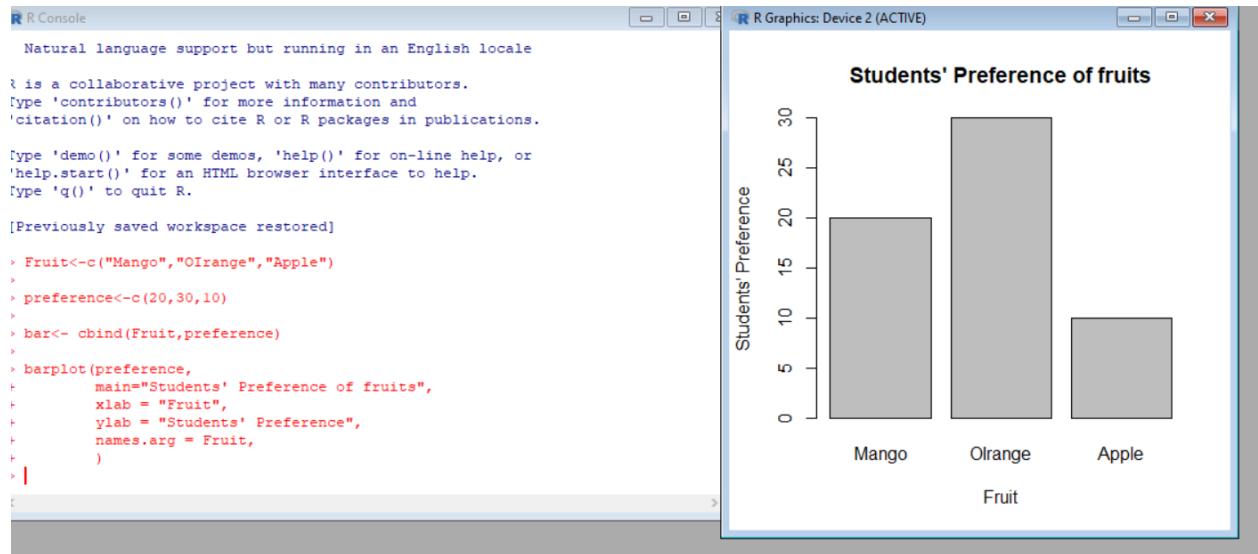 R Console
Natural language support but running in an English locale
R is a collaborative project with many contributors.
Type 'contributors()' for more information and
'citation()' on how to cite R or R packages in publications.
Type 'demo()' for some demos, 'help()' for on-line help, or
'help.start()' for an HTML browser interface to help.
Type 'q()' to quit R.
[Previously saved workspace restored]
> Fruit<-c("Mango","OIrange","Apple")
>
> preference<-c(20,30,10)
>
> bar<- cbind(Fruit,preference)
>
> barplot(preference,
+ main="Students' Preference of fruits",
+ xlab = "Fruit",
+ ylab = "Students' Preference",
+ names.arg = Fruit,
+ )
>
R Graphics: Device 2 (ACTIVE)
Students' Preference of fruits
Students' Preference
30
25
20
15
10
5
0
Mango OIrange Apple
Fruit